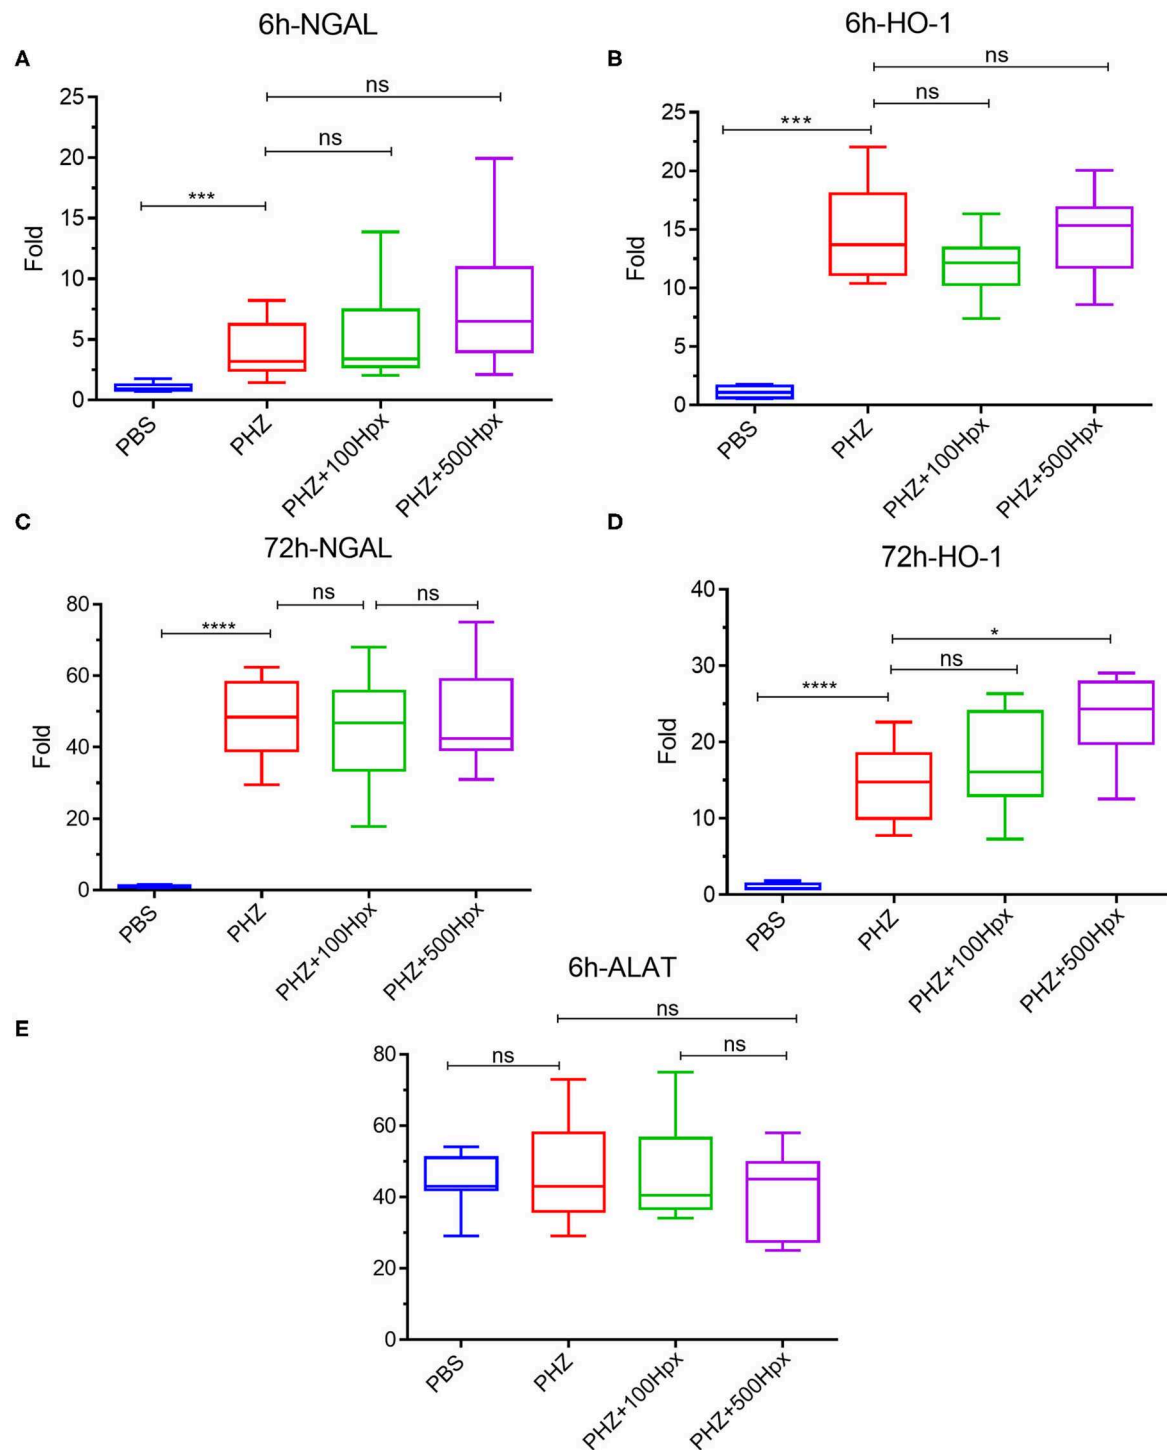 6h-NGAL
A
ns
ns
***
Fold
25
20
15
10
5
0
PBS
PHZ
PHZ+100Hpx
PHZ+500Hpx
6h-HO-1
B
ns
ns
***
Fold
25
20
15
10
5
0
PBS
PHZ
PHZ+100Hpx
PHZ+500Hpx
C
72h-NGAL
ns
ns
****
Fold
80
60
40
20
0
PBS
PHZ
PHZ+100Hpx
PHZ+500Hpx
D
72h-HO-1
*
ns
****
Fold
40
30
20
10
0
PBS
PHZ
PHZ+100Hpx
PHZ+500Hpx
6h-ALAT
E
ns
ns
ns
80
60
40
20
0
PBS
PHZ
PHZ+100Hpx
PHZ+500Hpx